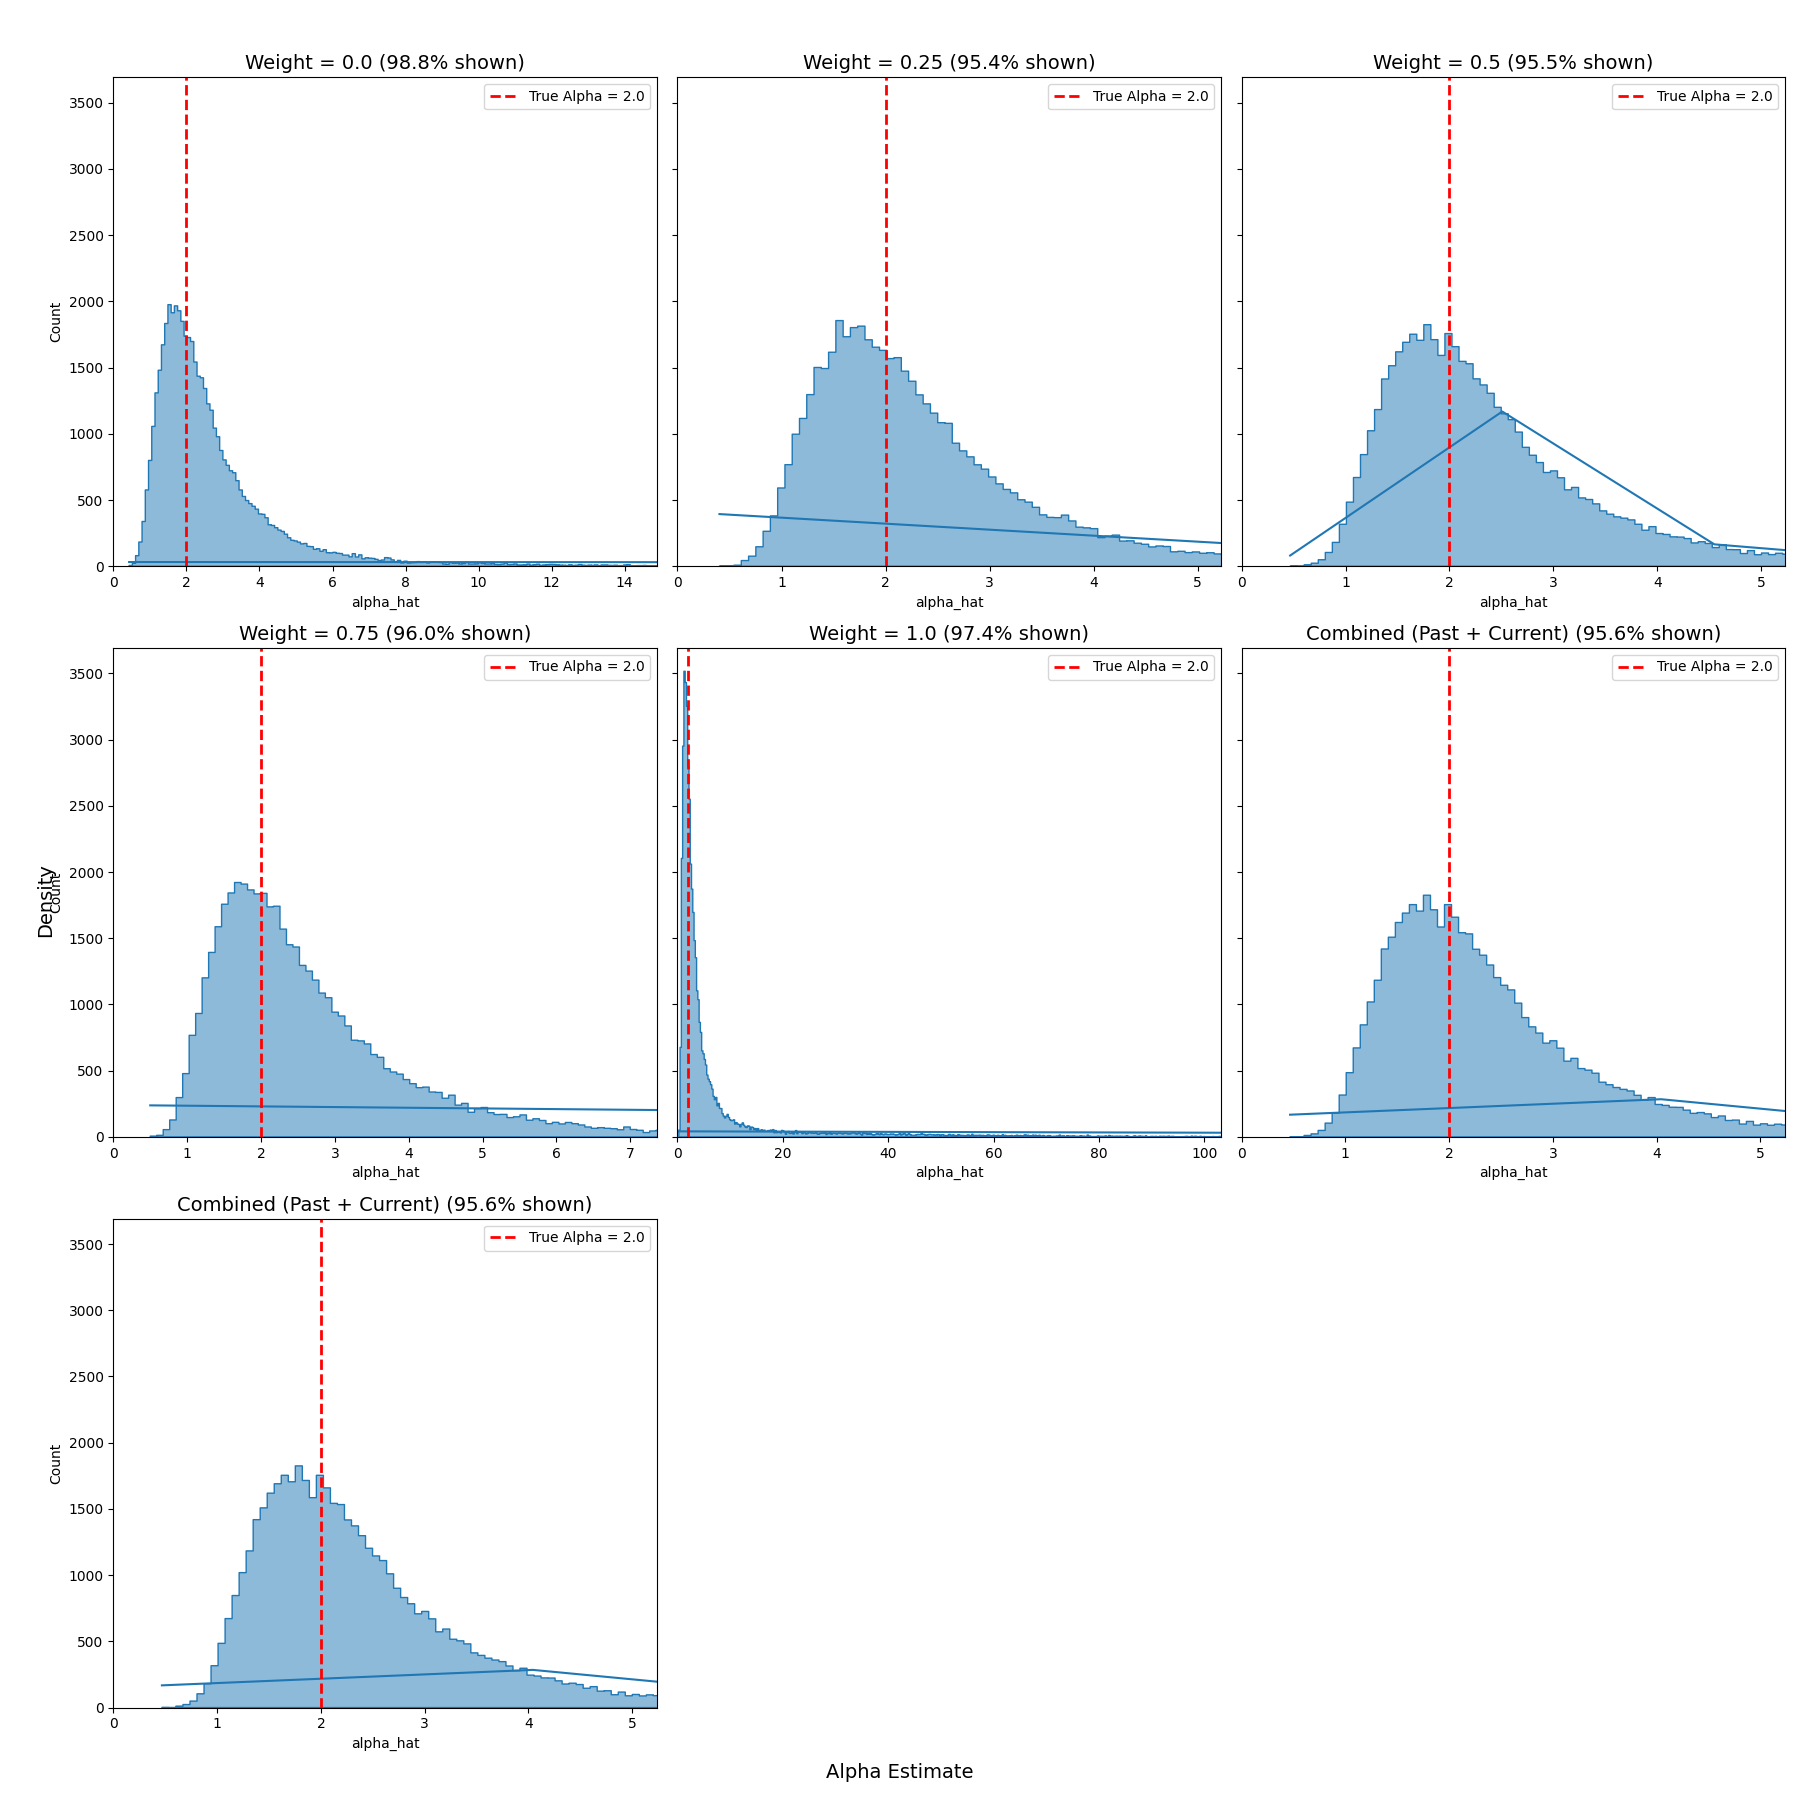 Weight = 0.0 (98.8% shown)
True Alpha = 2.0
Count
3500
3000
2500
2000
1500
1000
500
0
0 2 4 6 8 10 12 14
alpha_hat
Weight = 0.25 (95.4% shown)
True Alpha = 2.0
0 1 2 3 4 5
alpha_hat
Weight = 0.5 (95.5% shown)
True Alpha = 2.0
0 1 2 3 4 5
alpha_hat
Weight = 0.75 (96.0% shown)
True Alpha = 2.0
Density
Count
3500
3000
2500
2000
1500
1000
500
0
0 1 2 3 4 5 6 7
alpha_hat
Weight = 1.0 (97.4% shown)
True Alpha = 2.0
0 20 40 60 80 100
alpha_hat
Combined (Past + Current) (95.6% shown)
True Alpha = 2.0
0 1 2 3 4 5
alpha_hat
Combined (Past + Current) (95.6% shown)
True Alpha = 2.0
Count
3500
3000
2500
2000
1500
1000
500
0
0 1 2 3 4 5
alpha_hat
Alpha Estimate